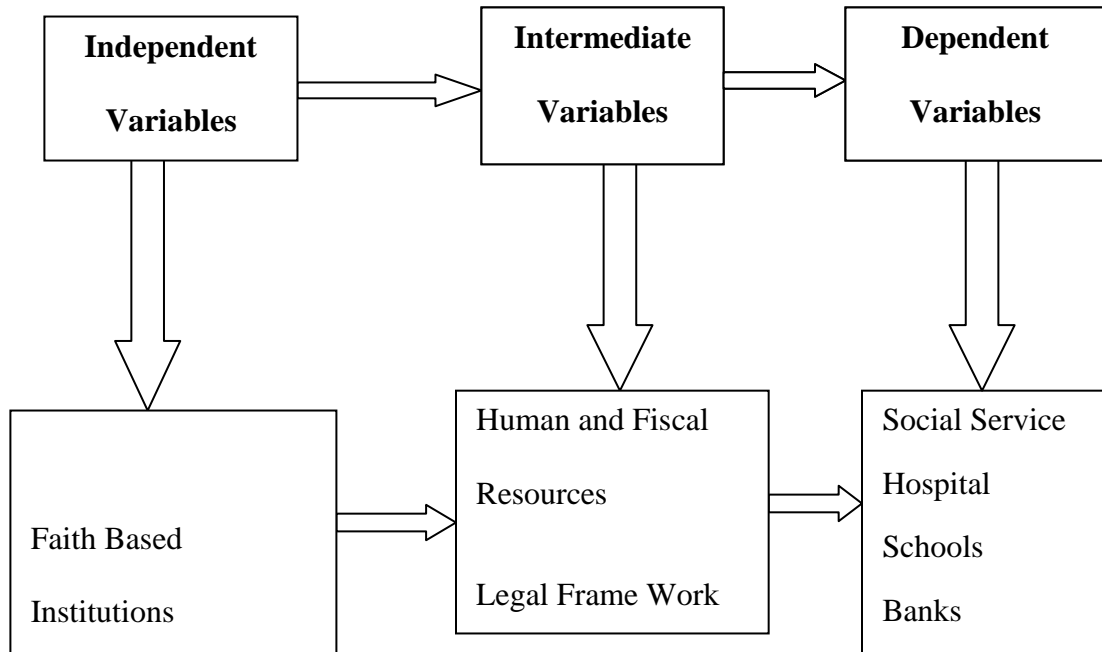 Independent
Variables
Intermediate
Variables
Dependent
Variables
Faith Based
Institutions
Human and Fiscal
Resources
Legal Frame Work
Social Service
Hospital
Schools
Banks